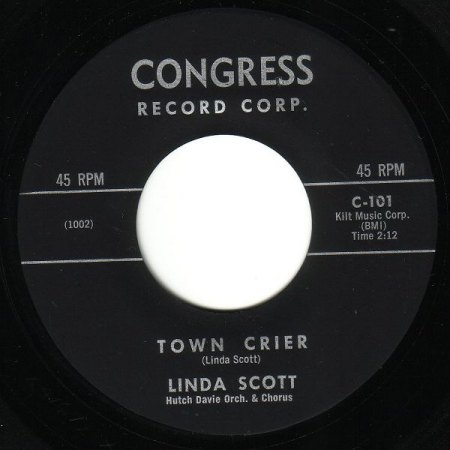 CONGRESS
RECORD CORP.
45 RPM
45 RPM
(1002)
C-101
Kilt Music Corp.
(BMI)
Time 2:12
TOWN CRIER
(Linda Scott)
LINDA SCOTT
Hutch Davie Orch. & Chorus